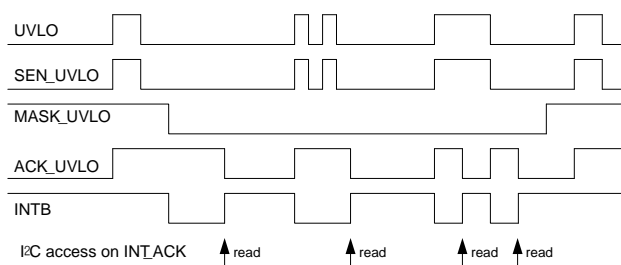 UVLO
SEN_UVLO
MASK_UVLO
ACK_UVLO
INTB
I2C access on INT_ACK read read read read